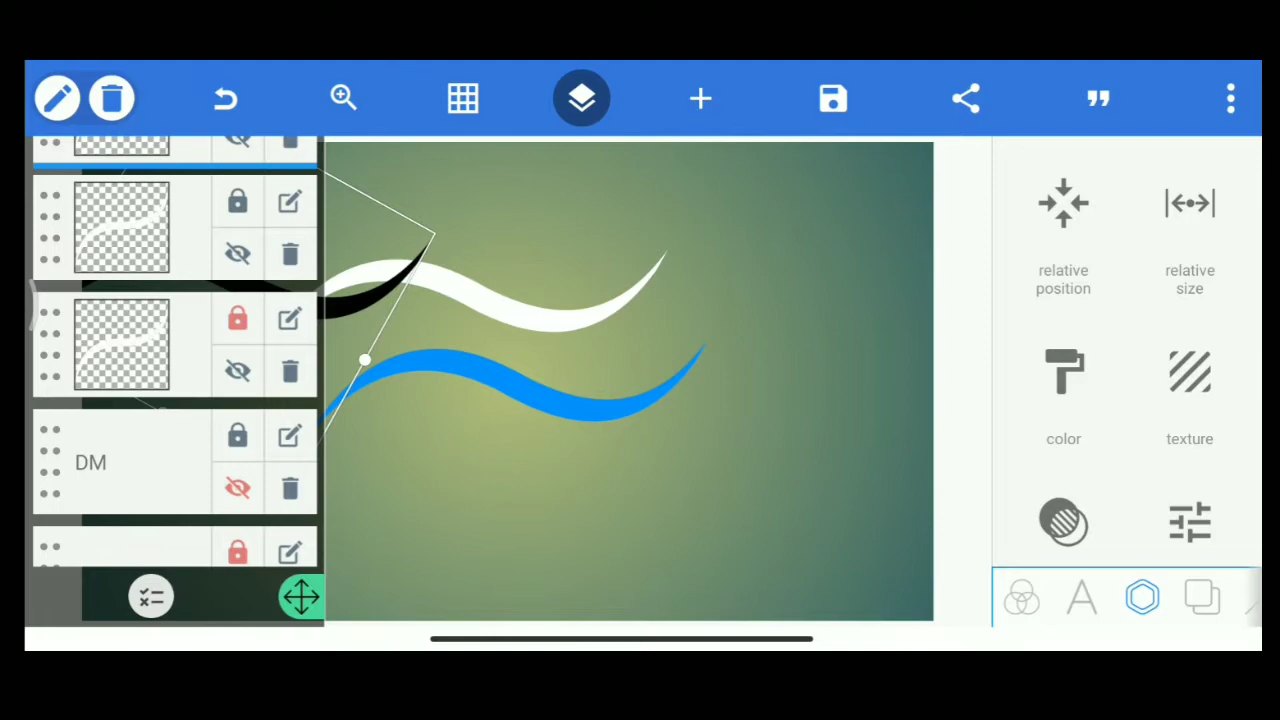 relative
position
relative
size
color
texture
DM